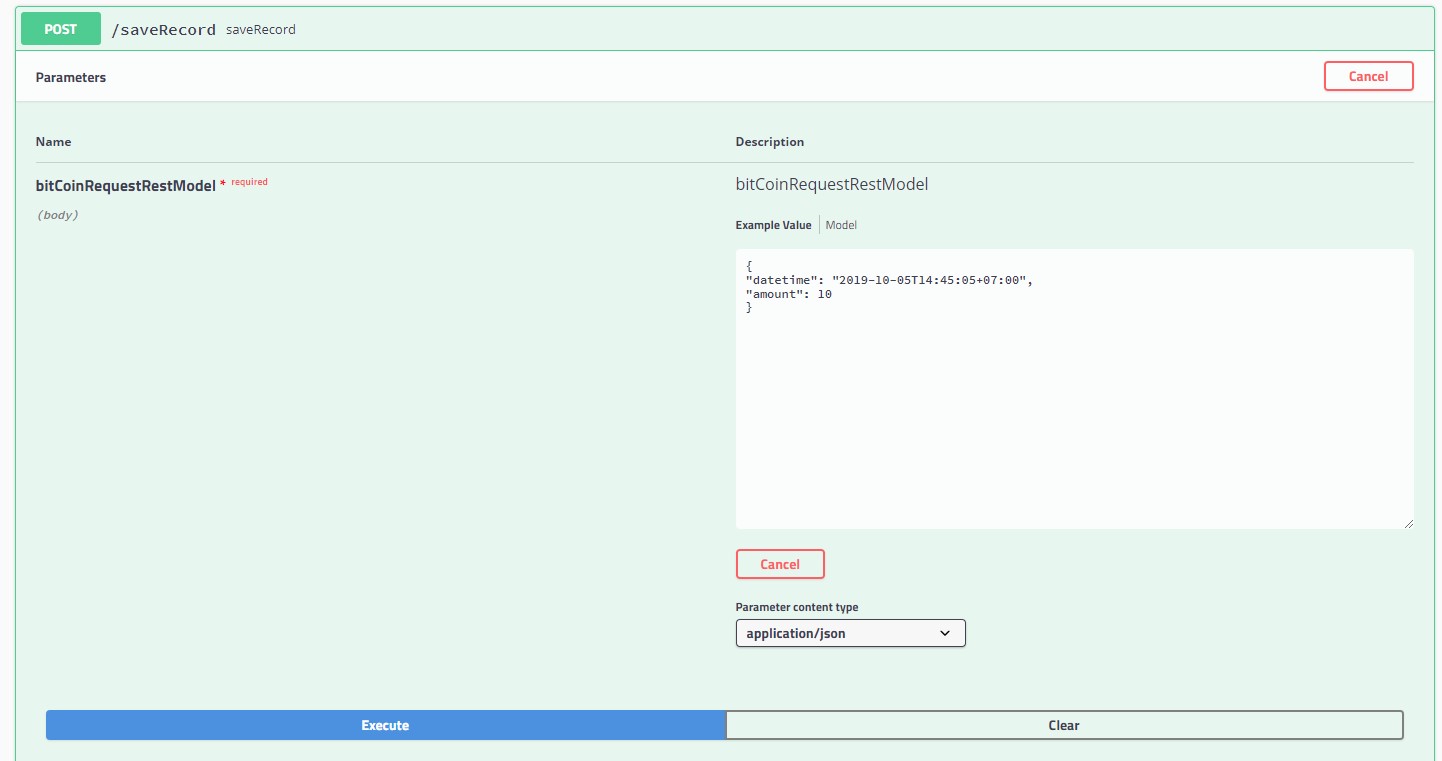 POST /saveRecord saveRecord
Parameters
Cancel
Name Description
bitCoinRequestRestModel * required
(body)
bitCoinRequestRestModel
Example Value Model
{
"datetime": "2019-10-05T14:45:05+07:00",
"amount": 10
}
Cancel
Parameter content type
application/json
Execute Clear